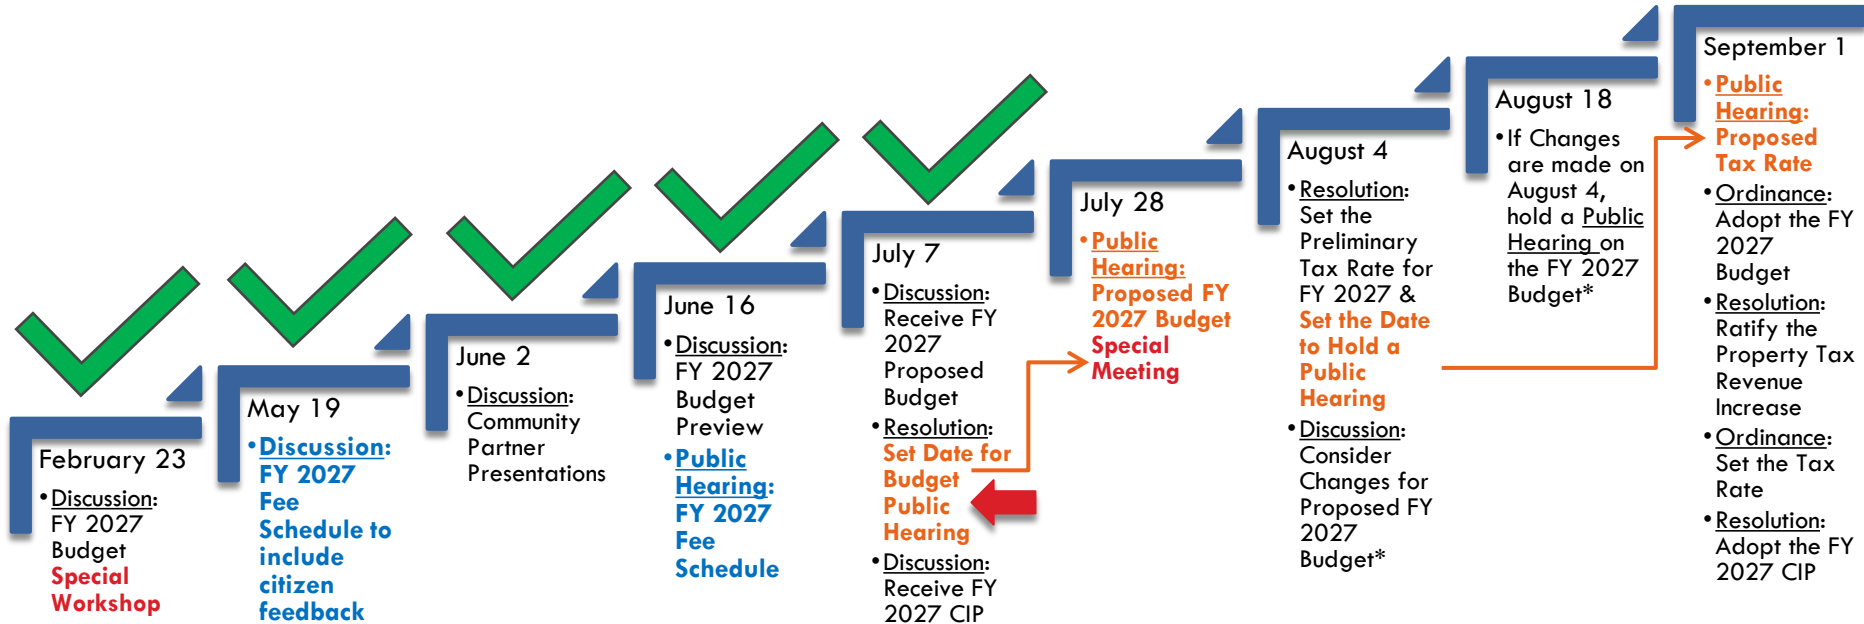 February 23
•Discussion:
FY 2027
Budget
Special
Workshop
May 19
•Discussion:
FY 2027
Fee
Schedule to
include
citizen
feedback
June 2
•Discussion:
Community
Partner
Presentations
June 16
•Discussion:
FY 2027
Budget
Preview
•Public
Hearing:
FY 2027
Fee
Schedule
July 7
•Discussion:
Receive FY
2027
Proposed
Budget
•Resolution:
Set Date for
Budget
Public
Hearing
•Discussion:
Receive FY
2027 CIP
July 28
•Public
Hearing:
Proposed FY
2027 Budget
Special
Meeting
August 4
•Resolution:
Set the
Preliminary
Tax Rate for
FY 2027 &
Set the Date
to Hold a
Public
Hearing
•Discussion:
Consider
Changes for
Proposed FY
2027
Budget*
August 18
•If Changes
are made on
August 4,
hold a Public
Hearing on
the FY 2027
Budget*
September 1
•Public
Hearing:
Proposed
Tax Rate
•Ordinance:
Adopt the FY
2027
Budget
•Resolution:
Ratify the
Property Tax
Revenue
Increase
•Ordinance:
Set the Tax
Rate
•Resolution:
Adopt the FY
2027 CIP